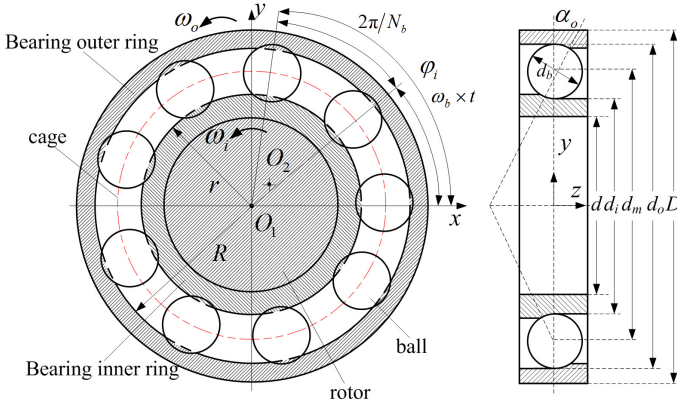 ω_o
y
2π/N_b
Bearing outer ring
φ_i
ω_b × t
cage
ω_i
O_2
r
x
O_1
R
ball
Bearing inner ring
rotor
α_o
d_b
y
z
d d_i d_m d_o D